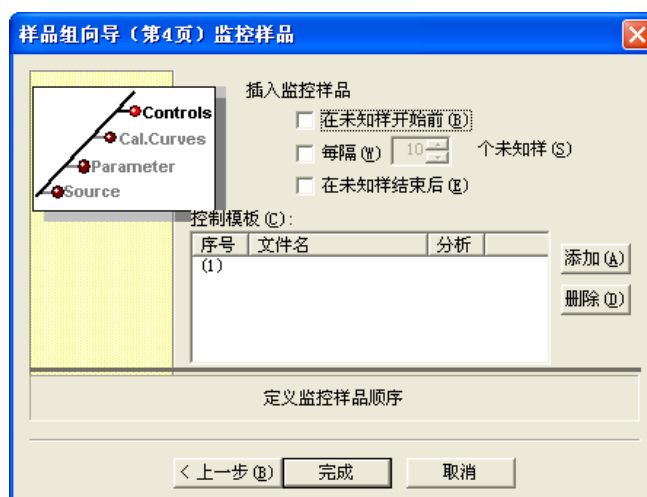 样品组向导（第4页）监控样品
Controls
Cal.Curves
Parameter
Source
插入监控样品
在未知样开始前(B)
每隔(W) 10 个未知样(S)
在未知样结束后(E)
控制模板(C):
序号 文件名 分析
(1)
添加(A)
删除(D)
定义监控样品顺序
< 上一步(B) 完成 取消